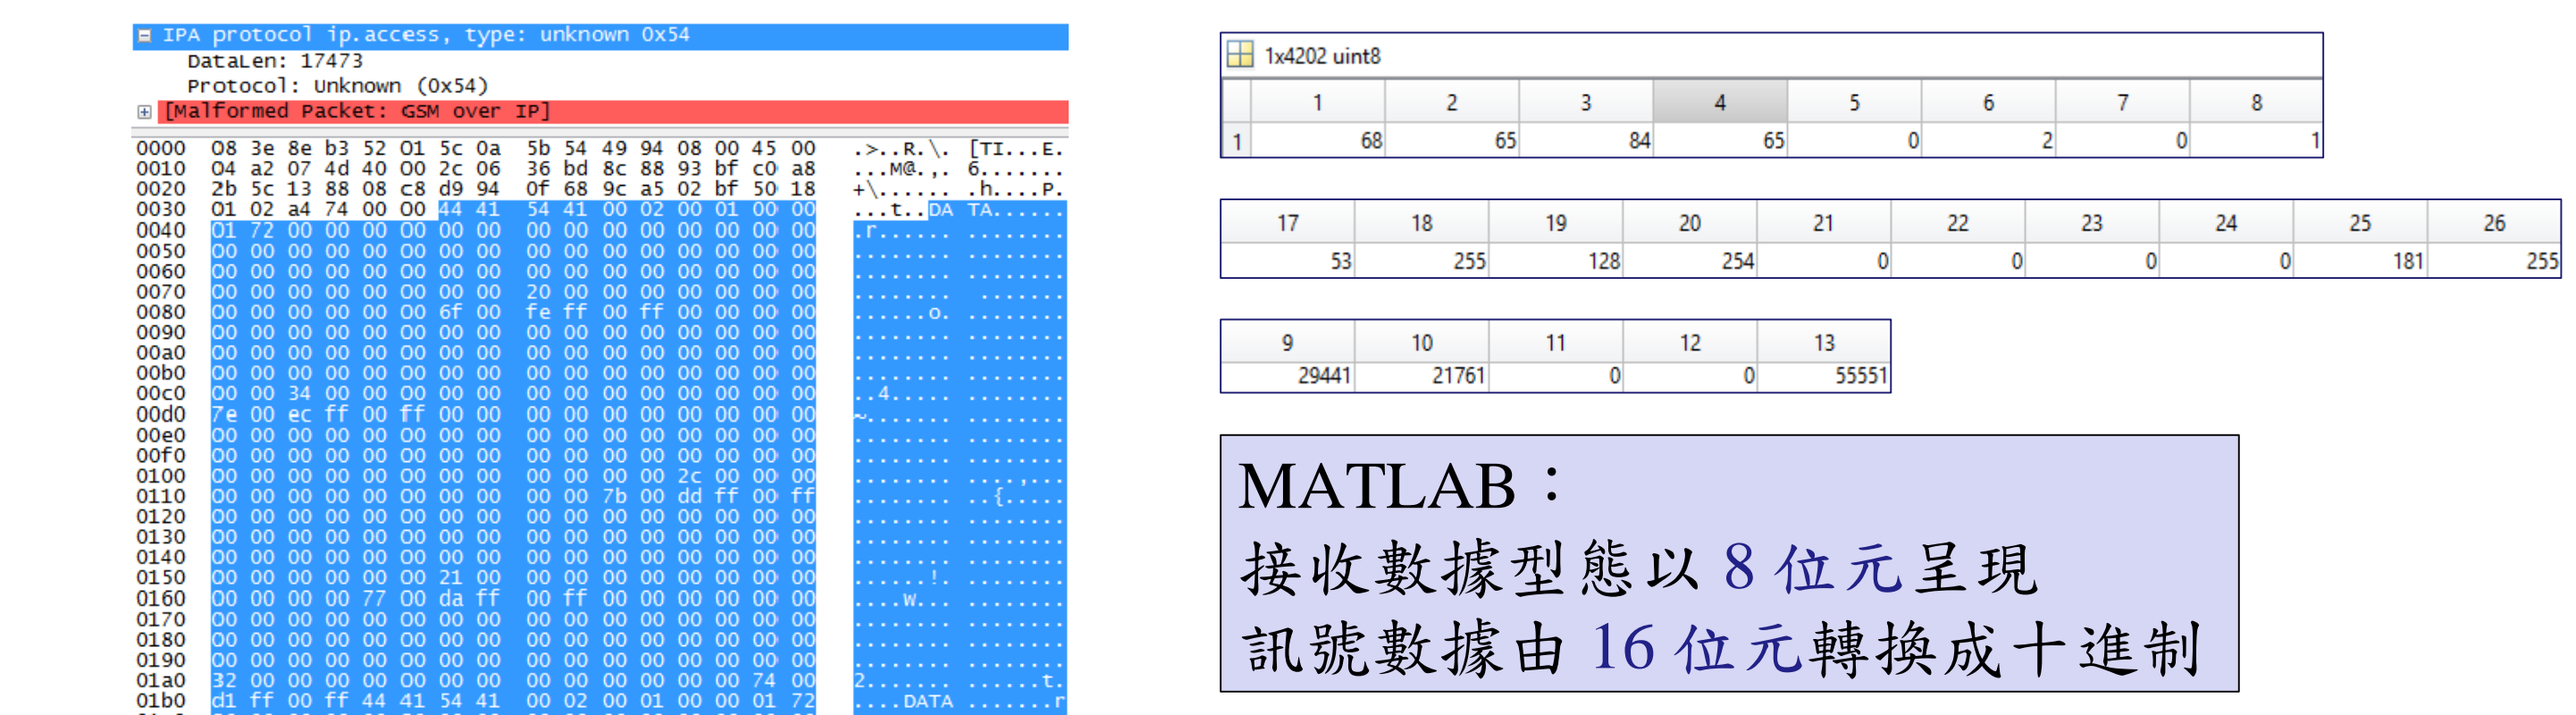 IPA protocol ip.access, type: unknown 0x54
DataLen: 17473
Protocol: Unknown (0x54)
[Malformed Packet: GSM over IP]
0000 08 3e 8e b3 52 01 5c 0a 5b 54 49 94 08 00 45 00 .>..R.\. [TI...E.
0010 04 a2 07 4d 40 00 2c 06 36 bd 8c 88 93 bf c0 a8 ...M@.,. 6.......
0020 2b 5c 13 88 08 c8 d9 94 0f 68 9c a5 02 bf 50 18 +\...... .h....P.
0030 01 02 a4 74 00 00 44 41 54 41 00 02 00 01 00 00 ...t..DA TA......
0040 01 72 00 00 00 00 00 00 00 00 00 00 00 00 00 00 .r...... ........
0050 00 00 00 00 00 00 00 00 00 00 00 00 00 00 00 00 ........ ........
0060 00 00 00 00 00 00 00 00 00 00 00 00 00 00 00 00 ........ ........
0070 00 00 00 00 00 00 00 00 20 00 00 00 00 00 00 00 ........  .......
0080 00 00 00 00 00 00 6f 00 fe ff 00 ff 00 00 00 00 ......o. ........
0090 00 00 00 00 00 00 00 00 00 00 00 00 00 00 00 00 ........ ........
00a0 00 00 00 00 00 00 00 00 00 00 00 00 00 00 00 00 ........ ........
00b0 00 00 00 00 00 00 00 00 00 00 00 00 00 00 00 00 ........ ........
00c0 00 00 34 00 00 00 00 00 00 00 00 00 00 00 00 00 ..4..... ........
00d0 7e 00 ec ff 00 ff 00 00 00 00 00 00 00 00 00 00 ~....... ........
00e0 00 00 00 00 00 00 00 00 00 00 00 00 00 00 00 00 ........ ........
00f0 00 00 00 00 00 00 00 00 00 00 00 00 00 00 00 00 ........ ........
0100 00 00 00 00 00 00 00 00 00 00 00 00 2c 00 00 00 ........ ....,...
0110 00 00 00 00 00 00 00 00 00 00 7b 00 dd ff 00 ff ........ ..{.....
0120 00 00 00 00 00 00 00 00 00 00 00 00 00 00 00 00 ........ ........
0130 00 00 00 00 00 00 00 00 00 00 00 00 00 00 00 00 ........ ........
0140 00 00 00 00 00 00 00 00 00 00 00 00 00 00 00 00 ........ ........
0150 00 00 00 00 00 00 21 00 00 00 00 00 00 00 00 00 ......!. ........
0160 00 00 00 00 77 00 da ff 00 ff 00 00 00 00 00 00 ....w... ........
0170 00 00 00 00 00 00 00 00 00 00 00 00 00 00 00 00 ........ ........
0180 00 00 00 00 00 00 00 00 00 00 00 00 00 00 00 00 ........ ........
0190 00 00 00 00 00 00 00 00 00 00 00 00 00 00 00 00 ........ ........
01a0 32 00 00 00 00 00 00 00 00 00 00 00 00 00 74 00 2....... ......t.
01b0 d1 ff 00 ff 44 41 54 41 00 02 00 01 00 00 01 72 ....DATA .......r
1x4202 uint8
1 2 3 4 5 6 7 8
1 68 65 84 65 0 2 0 1
17 18 19 20 21 22 23 24 25 26
53 255 128 254 0 0 0 0 181 255
9 10 11 12 13
29441 21761 0 0 55551
MATLAB：
接收數據型態以 8 位元呈現
訊號數據由 16 位元轉換成十進制